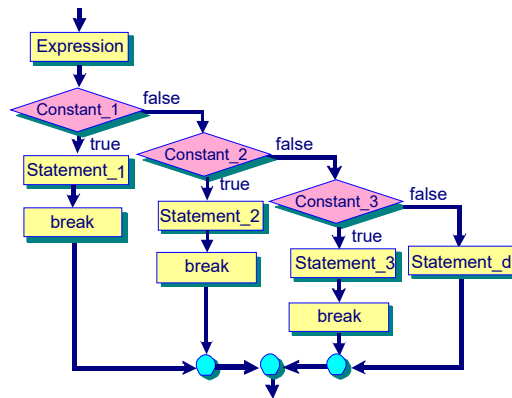 Expression
Constant_1
false
true
Statement_1
break
Constant_2
false
true
Statement_2
break
Constant_3
false
true
Statement_3
break
Statement_d